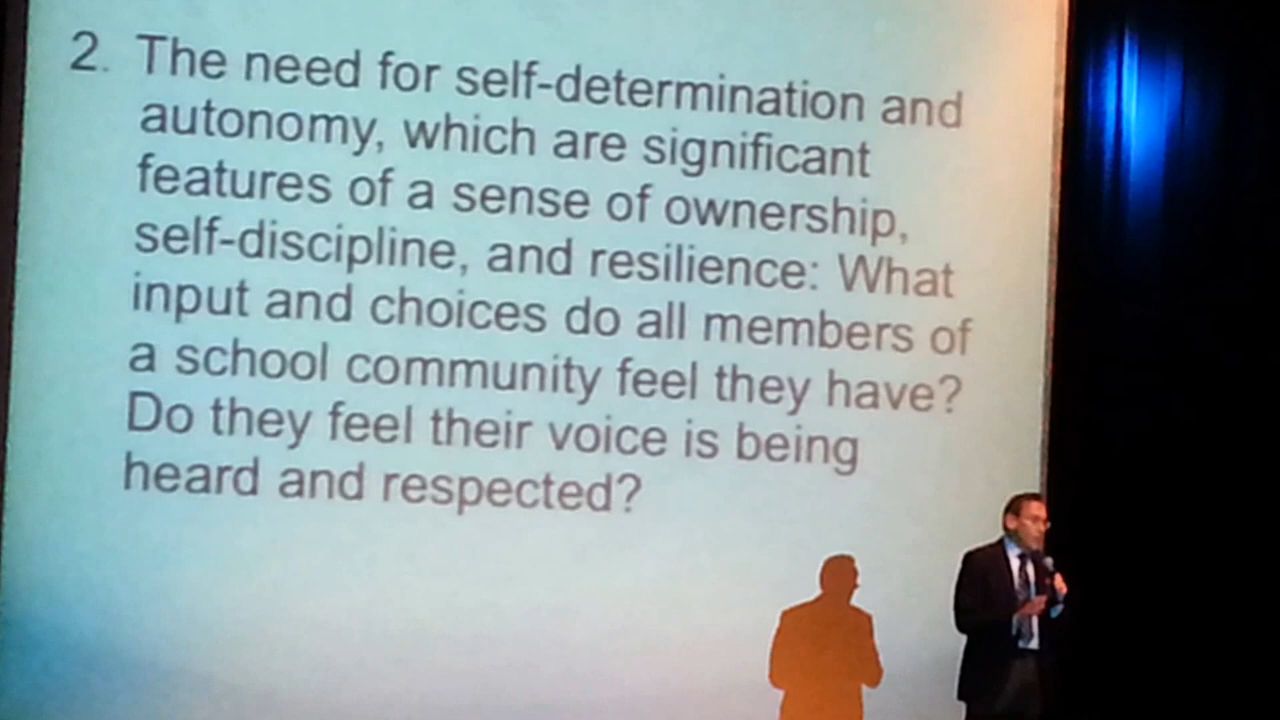 2. The need for self-determination and
autonomy, which are significant
features of a sense of ownership,
self-discipline, and resilience: What
input and choices do all members of
a school community feel they have?
Do they feel their voice is being
heard and respected?